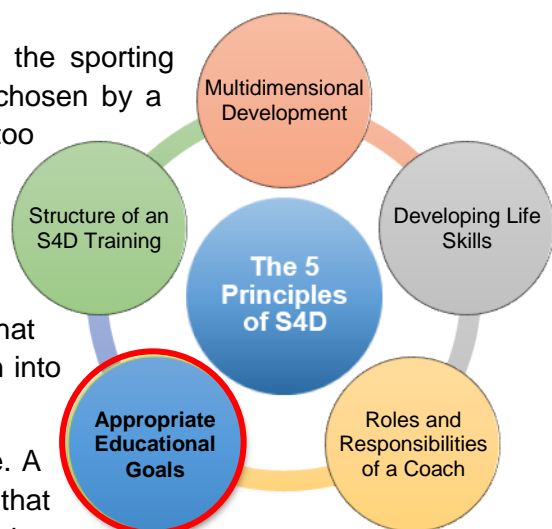 the sporting
chosen by a
too
hat
n into
e. A
that
Multidimensional
Development
Developing Life
Skills
Roles and
Responsibilities
of a Coach
Appropriate
Educational
Goals
Structure of an
S4D Training
The 5
Principles
of S4D